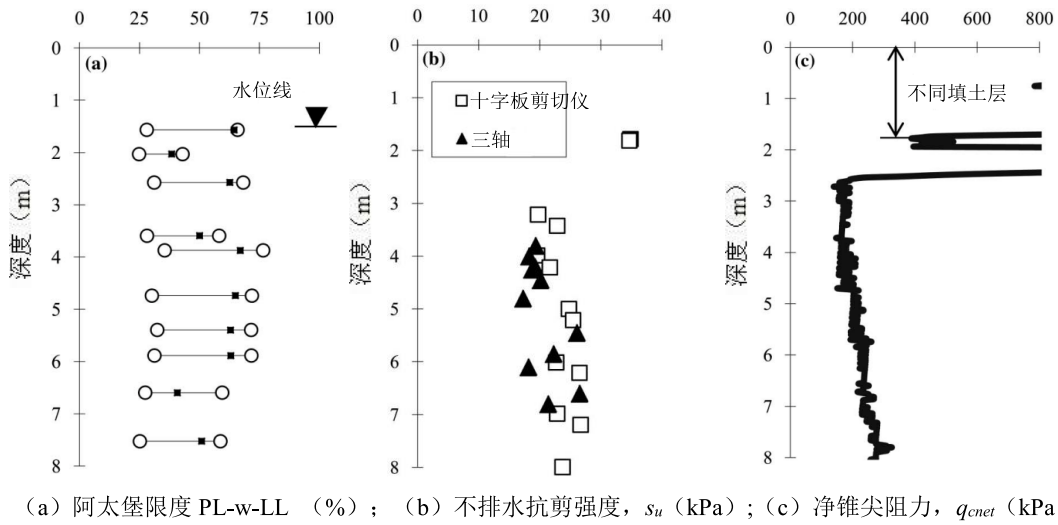 0 25 50 75 100
0 20 40
0 200 400 600 800
0 (a)
水位线
1
2
3
4
5
6
7
8
深度（m）
0 (b)
□十字板剪切仪
▲三轴
1
2
3
4
5
6
7
8
深度（m）
0 (c)
不同填土层
1
2
3
4
5
6
7
8
深度（m）
（a）阿太堡限度 PL-w-LL （%）；（b）不排水抗剪强度，su（kPa）;（c）净锥尖阻力，qcnet（kPa